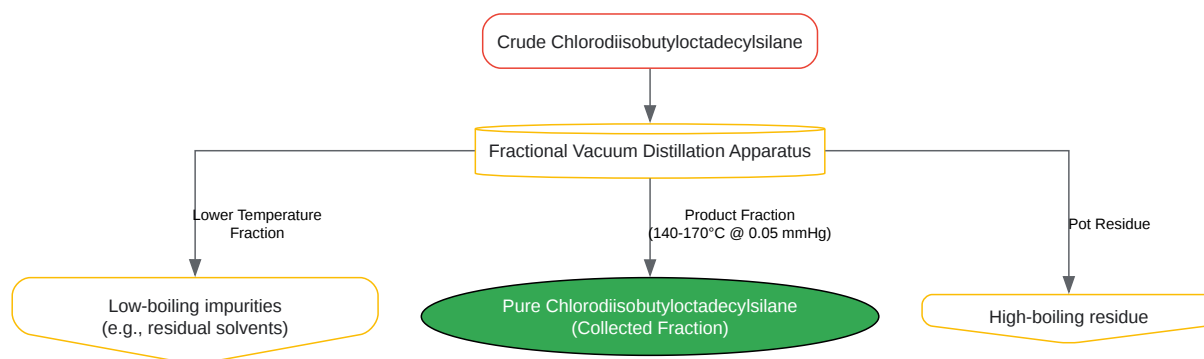 Crude Chlorodiisobutyloctadecylsilane
Fractional Vacuum Distillation Apparatus
Lower Temperature
Fraction
Product Fraction
(140-170°C @ 0.05 mmHg)
Pot Residue
Low-boiling impurities
(e.g., residual solvents)
Pure Chlorodiisobutyloctadecylsilane
(Collected Fraction)
High-boiling residue